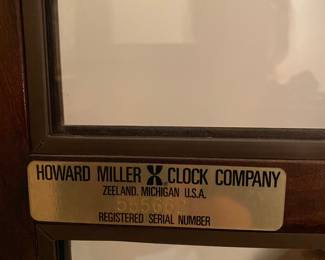 HOWARD MILLER CLOCK COMPANY
ZEELAND, MICHIGAN U.S.A.
REGISTERED SERIAL NUMBER